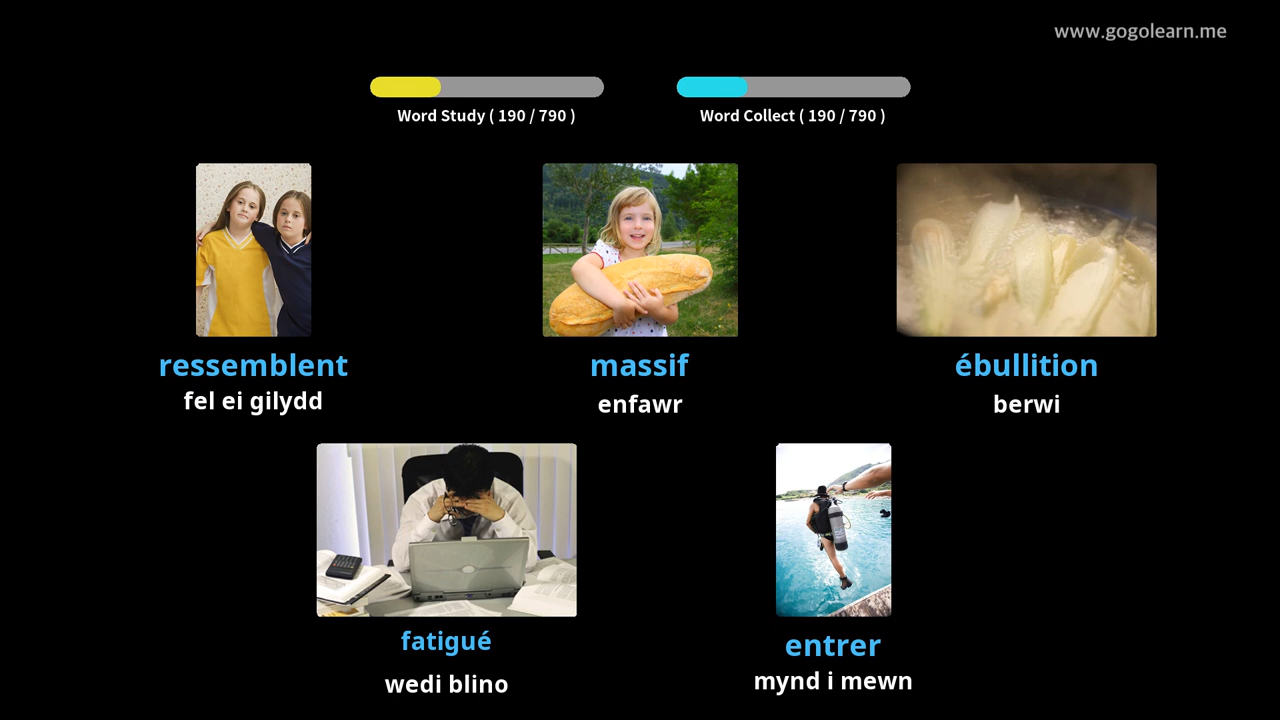 www.gogolearn.me
Word Study ( 190 / 790 )
Word Collect ( 190 / 790 )
ressemblent
fel ei gilydd
massif
enfawr
ébullition
berwi
fatigué
wedi blino
entrer
mynd i mewn